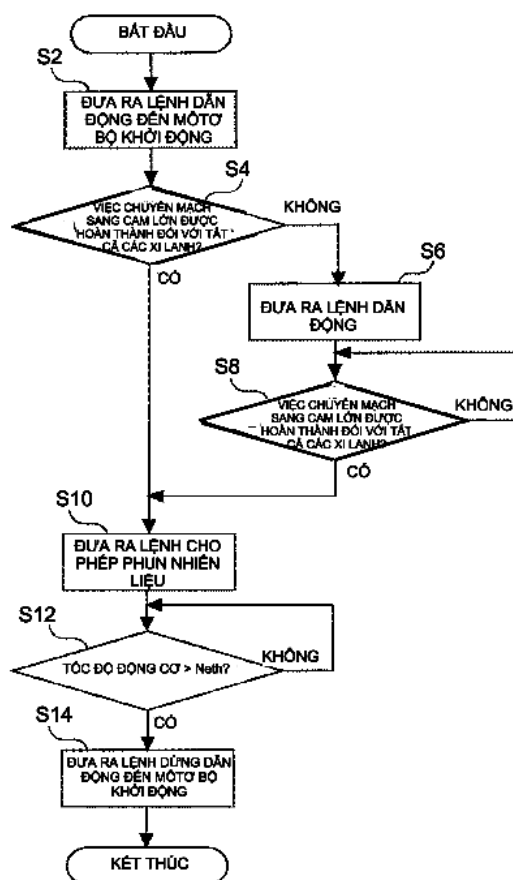 BẮT ĐẦU
S2
ĐƯA RA LỆNH DẪN
ĐỘNG ĐẾN MÔTƠ
BỘ KHỞI ĐỘNG
S4
VIỆC CHUYỂN MẠCH
SANG CAM LỚN ĐƯỢC
HOÀN THÀNH ĐỐI VỚI TẤT
CẢ CÁC XI LANH?
KHÔNG
CÓ
S6
ĐƯA RA LỆNH DẪN
ĐỘNG
S8
VIỆC CHUYỂN MẠCH
SANG CAM LỚN ĐƯỢC
HOÀN THÀNH ĐỐI VỚI TẤT
CẢ CÁC XI LANH?
KHÔNG
CÓ
S10
ĐƯA RA LỆNH CHO
PHÉP PHUN NHIÊN
LIỆU
S12
TỐC ĐỘ ĐỘNG CƠ > Neth?
KHÔNG
CÓ
S14
ĐƯA RA LỆNH DỪNG DẪN
ĐỘNG ĐẾN MÔTƠ BỘ
KHỞI ĐỘNG
KẾT THÚC